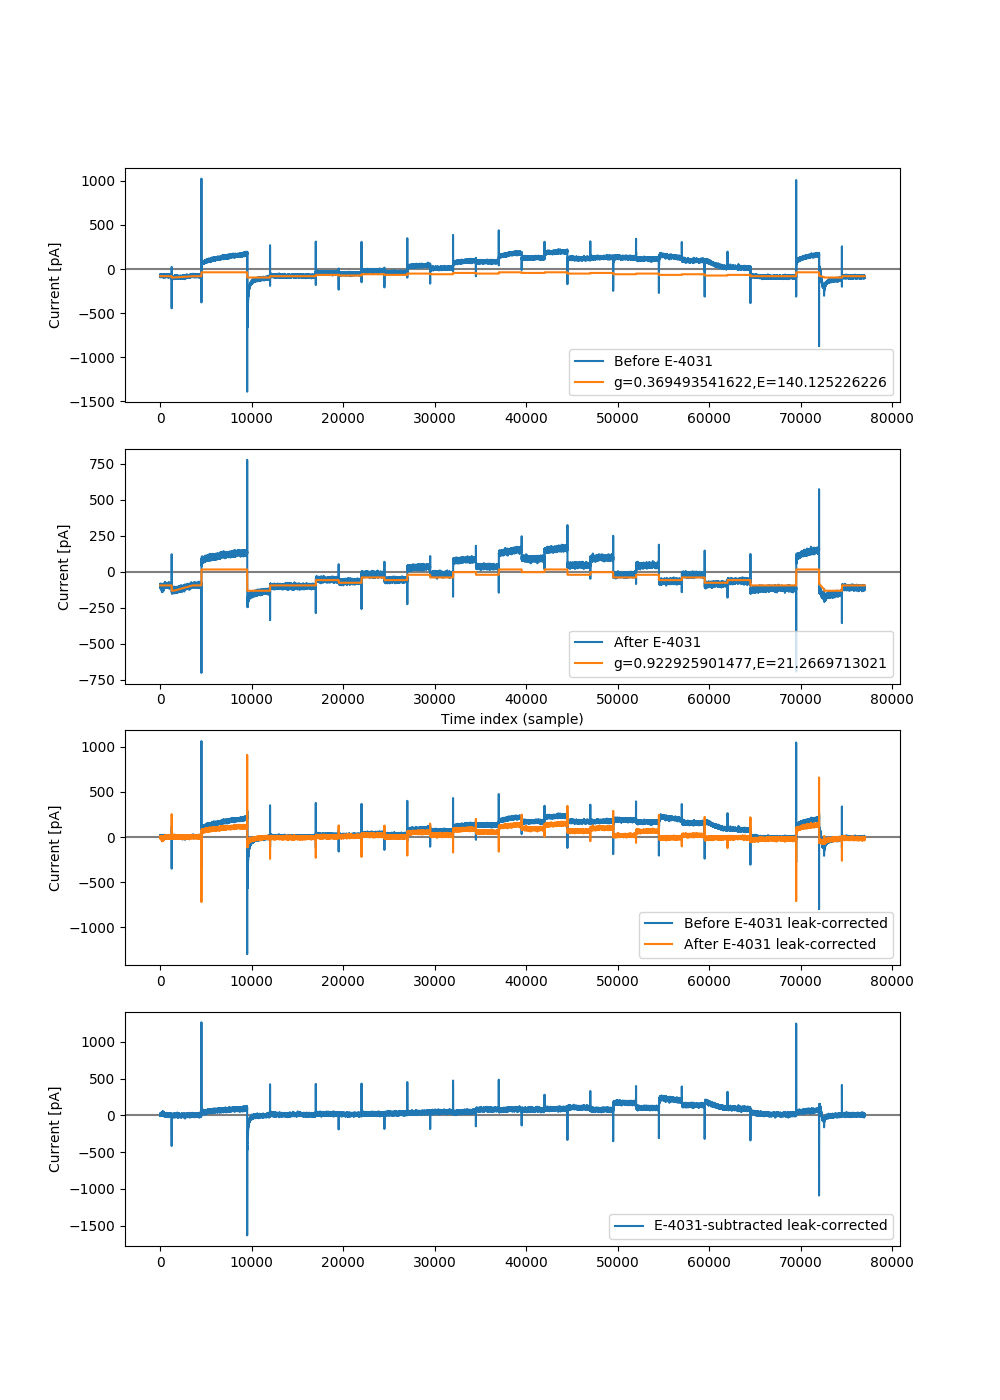 1000
500
0
−500
−1000
−1500
Current [pA]
Before E-4031
g=0.369493541622,E=140.125226226
0 10000 20000 30000 40000 50000 60000 70000 80000
750
500
250
0
−250
−500
−750
Current [pA]
After E-4031
g=0.922925901477,E=21.2669713021
0 10000 20000 30000 40000 50000 60000 70000 80000
Time index (sample)
1000
500
0
−500
−1000
Current [pA]
Before E-4031 leak-corrected
After E-4031 leak-corrected
0 10000 20000 30000 40000 50000 60000 70000 80000
1000
500
0
−500
−1000
−1500
Current [pA]
E-4031-subtracted leak-corrected
0 10000 20000 30000 40000 50000 60000 70000 80000